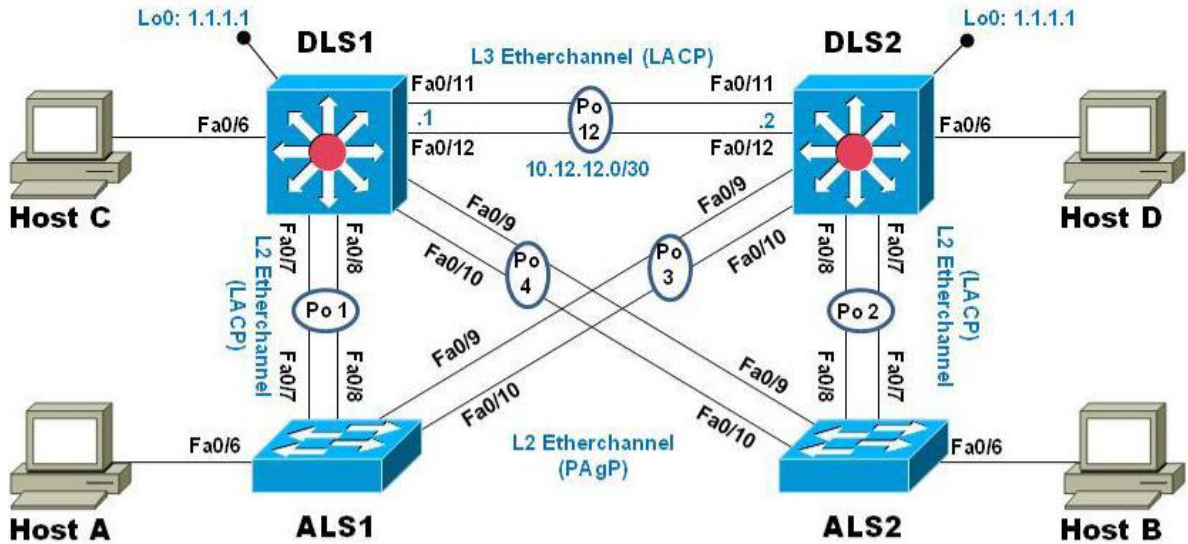 Lo0: 1.1.1.1
Lo0: 1.1.1.1
DLS1
DLS2
L3 Etherchannel (LACP)
Fa0/11
Fa0/11
Fa0/6
.1
Po
12
.2
Fa0/6
Fa0/12
Fa0/12
10.12.12.0/30
Host C
Host D
Fa0/9
Fa0/9
Fa0/10
Fa0/10
Po
4
Po
3
Fa0/7
Fa0/8
L2 Etherchannel
(LACP)
Po 1
Fa0/7
Fa0/8
Fa0/8
Fa0/7
(LACP)
L2 Etherchannel
Po 2
Fa0/8
Fa0/7
Fa0/9
Fa0/10
Fa0/9
Fa0/10
L2 Etherchannel
(PAgP)
Fa0/6
Fa0/6
Host A
ALS1
ALS2
Host B